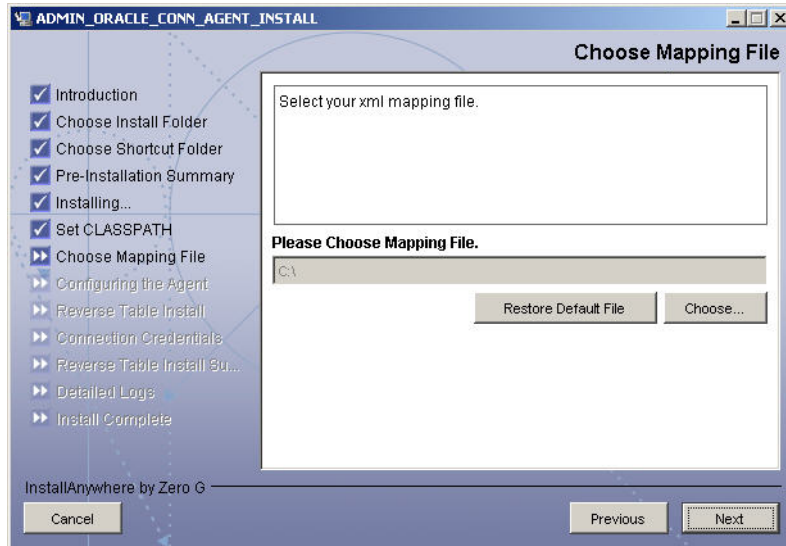 ADMIN_ORACLE_CONN_AGENT_INSTALL
Choose Mapping File
Introduction
Choose Install Folder
Choose Shortcut Folder
Pre-Installation Summary
Installing...
Set CLASSPATH
Choose Mapping File
Configuring the Agent
Reverse Table Install
Connection Credentials
Reverse Table Install Su...
Detailed Logs
Install Complete
Select your xml mapping file.
Please Choose Mapping File.
C:\
Restore Default File
Choose...
InstallAnywhere by Zero G
Cancel
Previous
Next